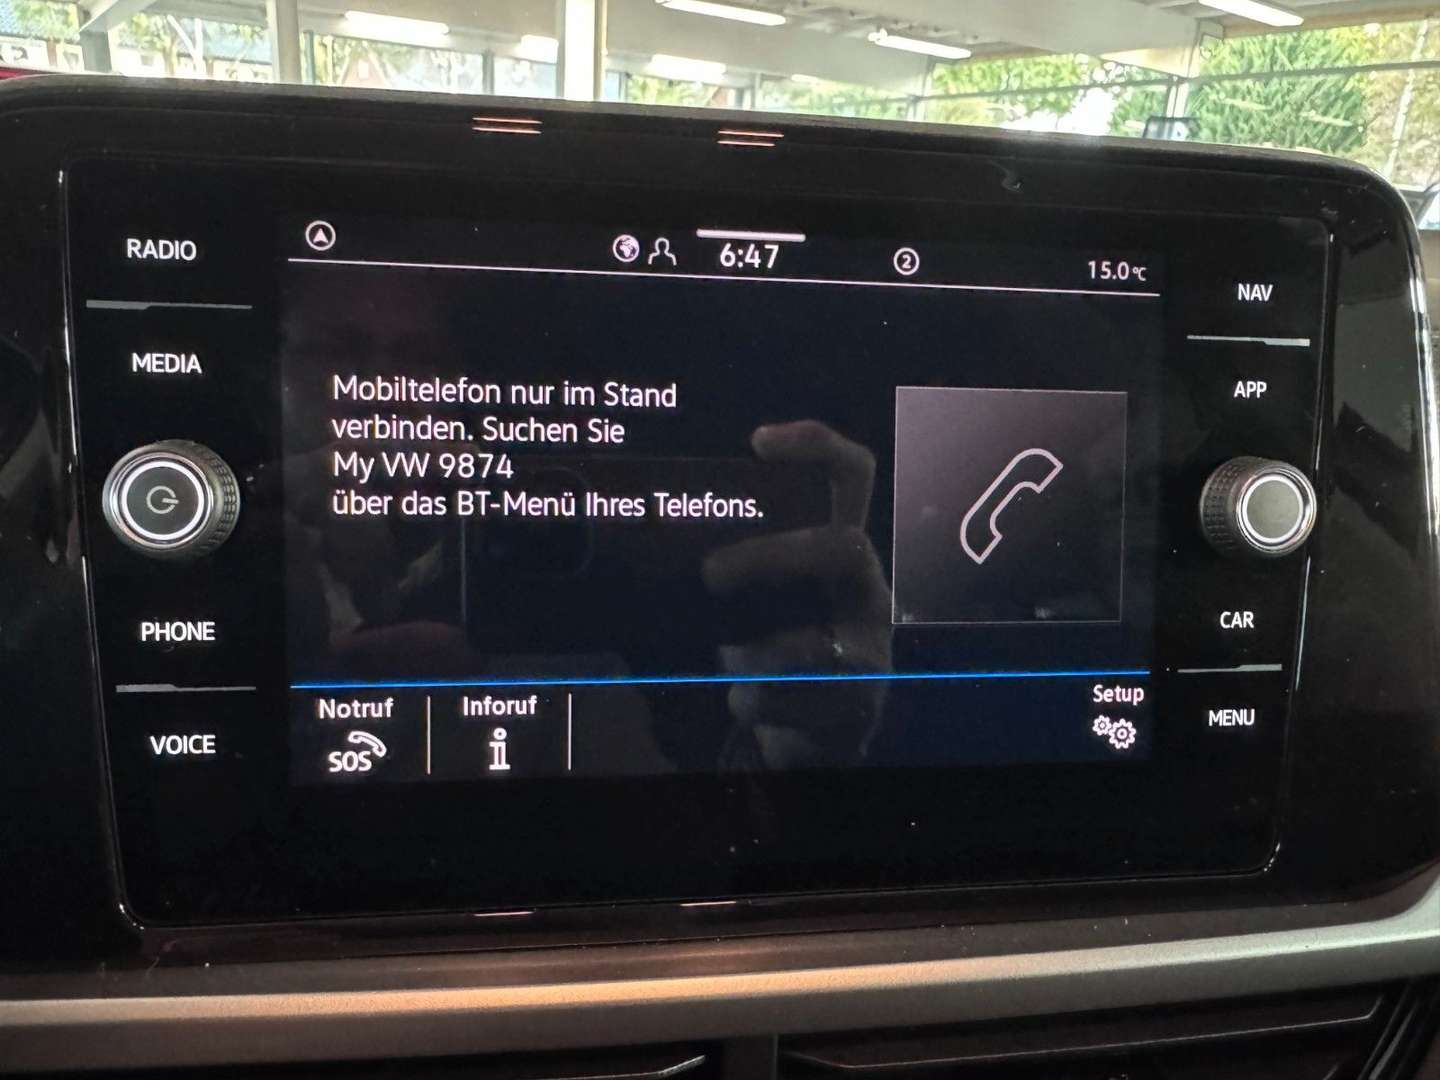 RADIO
MEDIA
PHONE
VOICE
6:47
2
15.0°C
Mobiltelefon nur im Stand
verbinden. Suchen Sie
My VW 9874
über das BT-Menü Ihres Telefons.
Notruf
SOS
Inforuf
i
Setup
NAV
APP
CAR
MENU